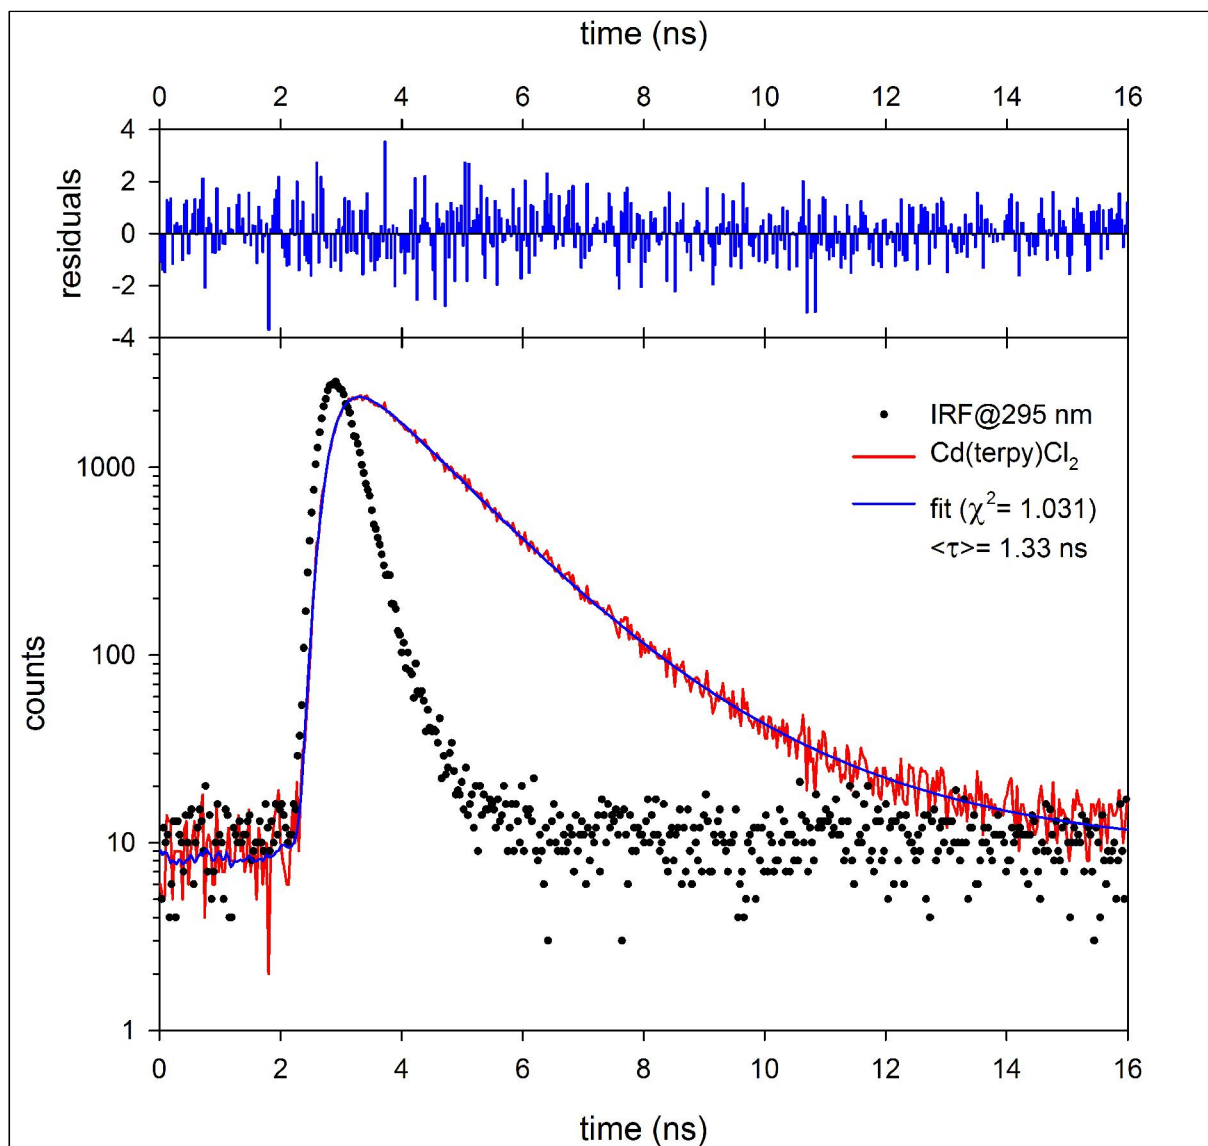 time (ns)
0 2 4 6 8 10 12 14 16
4
2
0
-2
-4
residuals
IRF@295 nm
Cd(terpy)Cl₂
fit (χ²= 1.031)
<τ>= 1.33 ns
1000
100
10
1
counts
0 2 4 6 8 10 12 14 16
time (ns)